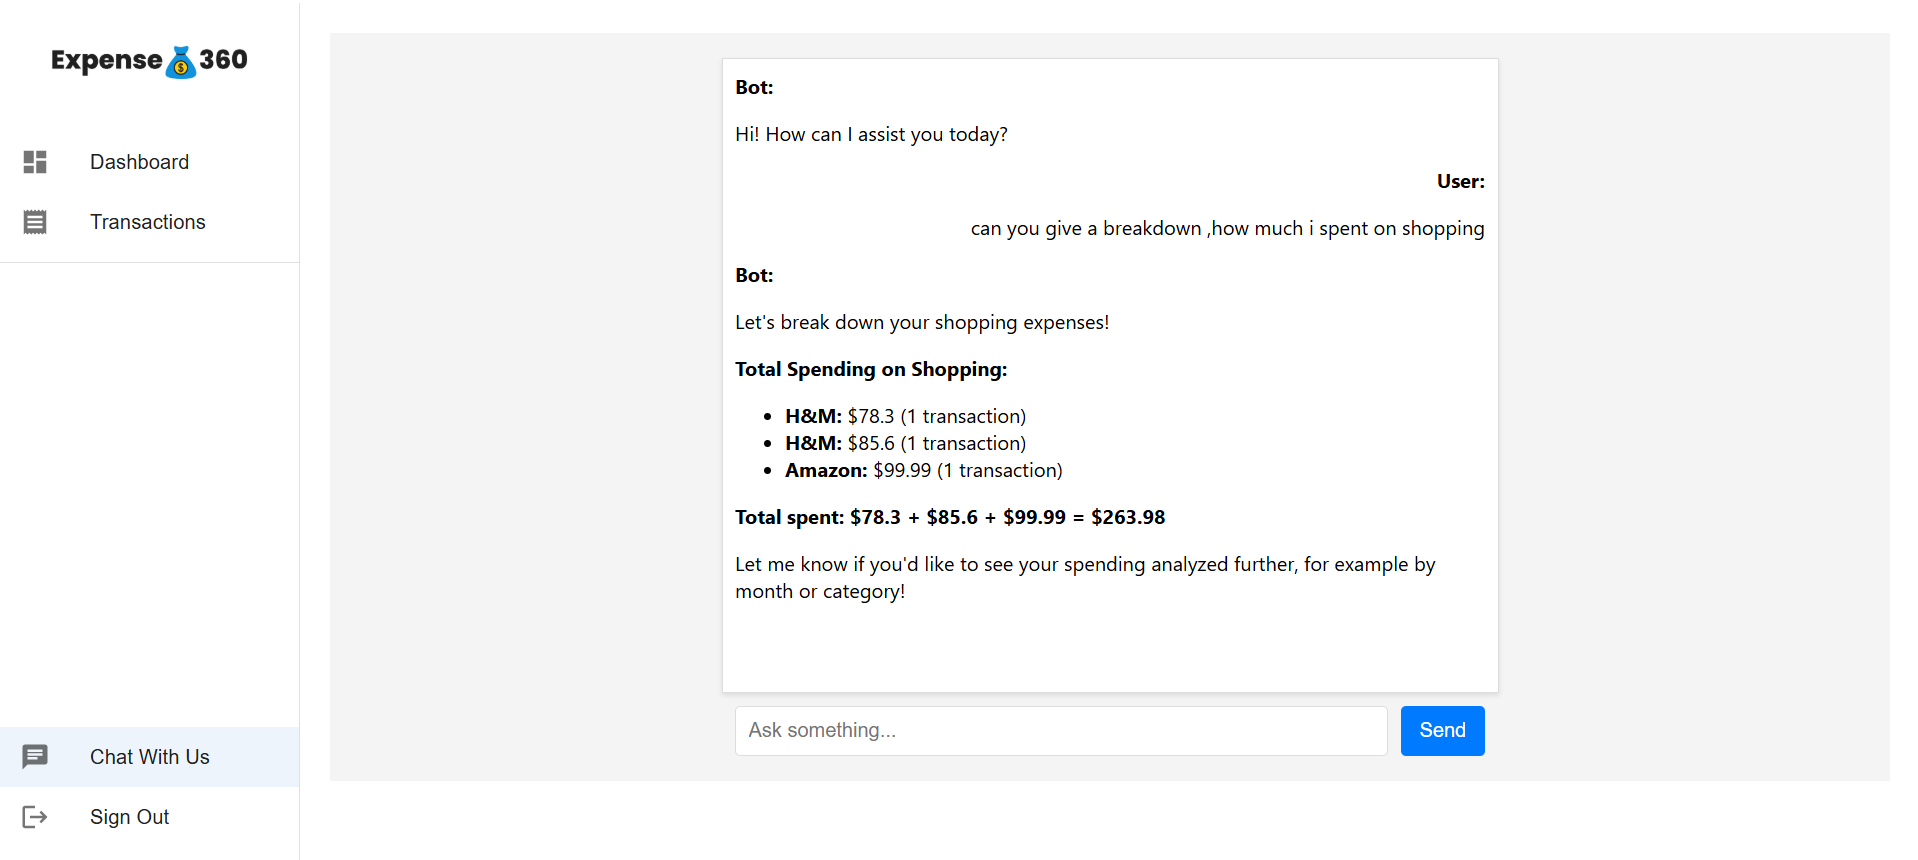 Expense 360
Dashboard
Transactions
Chat With Us
Sign Out
Bot:
Hi! How can I assist you today?
User:
can you give a breakdown ,how much i spent on shopping
Bot:
Let's break down your shopping expenses!
Total Spending on Shopping:
• H&M: $78.3 (1 transaction)
• H&M: $85.6 (1 transaction)
• Amazon: $99.99 (1 transaction)
Total spent: $78.3 + $85.6 + $99.99 = $263.98
Let me know if you'd like to see your spending analyzed further, for example by
month or category!
Ask something...
Send